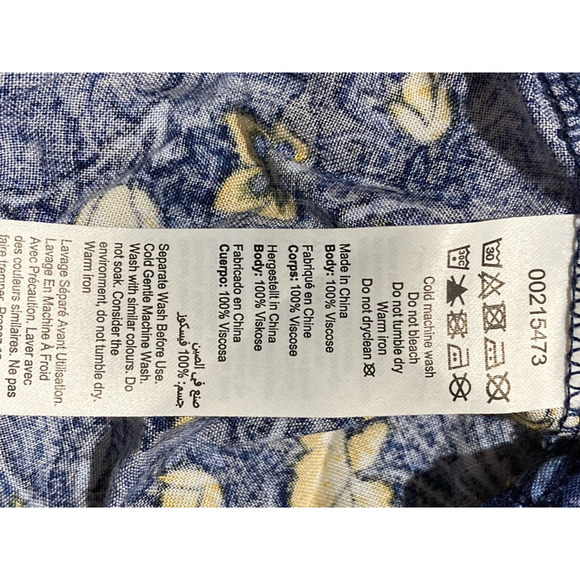 00215473
Cold machine wash
Do not bleach
Do not tumble dry
Warm iron
Do not dryclean
Made in China
Body: 100% Viscose
Fabriqué en Chine
Corps: 100% Viscose
Hergestellt in China
Body: 100% Viskose
Fabricado en China
Cuerpo: 100% Viscosa
صنع في الصين
جسم: 100% فيسكوز
Separate Wash Before Use.
Cold Gentle Machine Wash.
Wash with similar colours. Do
not soak. Consider the
environment, do not tumble dry.
Warm Iron
Lavage Séparé Avant Utilisation.
Lavage En Machine A Froid
Avec Précaution. Laver avec
des couleurs similaires. Ne pas
faire tremper.